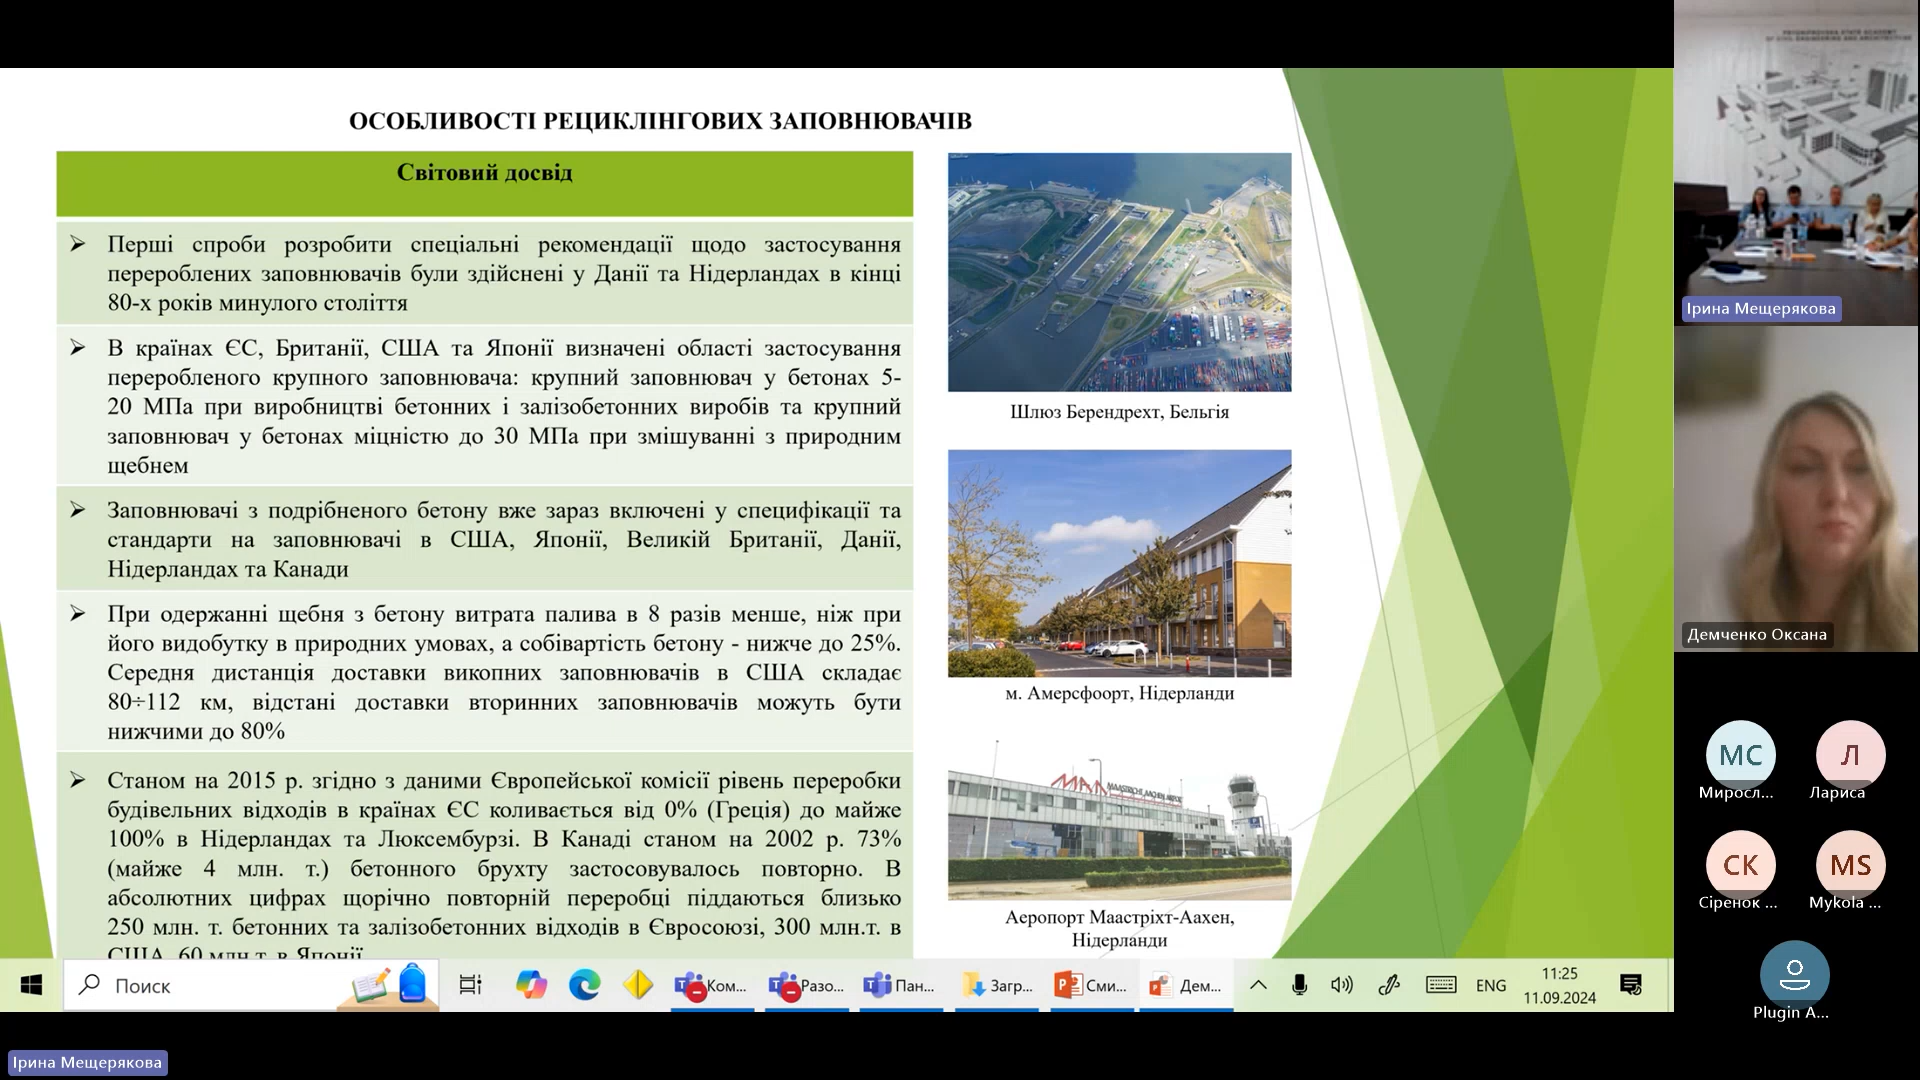 ОСОБЛИВОСТІ РЕЦИКЛІНГОВИХ ЗАПОВНЮВАЧІВ
Світовий досвід
➢ Перші спроби розробити спеціальні рекомендації щодо застосування
перероблених заповнювачів були здійснені у Данії та Нідерландах в кінці
80-х років минулого століття
➢ В країнах ЄС, Британії, США та Японії визначені області застосування
переробленого крупного заповнювача: крупний заповнювач у бетонах 5-
20 МПа при виробництві бетонних і залізобетонних виробів та крупний
заповнювач у бетонах міцністю до 30 МПа при змішуванні з природним
щебнем
➢ Заповнювачі з подрібненого бетону вже зараз включені у специфікації та
стандарти на заповнювачі в США, Японії, Великій Британії, Данії,
Нідерландах та Канади
➢ При одержанні щебня з бетону витрата палива в 8 разів менше, ніж при
його видобутку в природних умовах, а собівартість бетону - нижче до 25%.
Середня дистанція доставки викопних заповнювачів в США складає
80÷112 км, відстані доставки вторинних заповнювачів можуть бути
нижчими до 80%
➢ Станом на 2015 р. згідно з даними Європейської комісії рівень переробки
будівельних відходів в країнах ЄС коливається від 0% (Греція) до майже
100% в Нідерландах та Люксембурзі. В Канаді станом на 2002 р. 73%
(майже 4 млн. т.) бетонного брухту застосовувалось повторно. В
абсолютних цифрах щорічно повторній переробці піддаються близько
250 млн. т. бетонних та залізобетонних відходів в Євросоюзі, 300 млн.т. в
США, 60 млн.т. в Японії
Шлюз Берендрехт, Бельгія
м. Амерсфоорт, Нідерланди
MAASTRICHT AACHEN AIRPORT
Аеропорт Маастріхт-Аахен,
Нідерланди
Поиск
Ком...
Разо...
Пан...
Загр...
Сми...
Дем...
ENG
11:25
11.09.2024
Ірина Мещерякова
Демченко Оксана
МС
Миросл...
Л
Лариса
СК
Сіренок ...
MS
Mykola ...
Plugin A...
Ірина Мещерякова